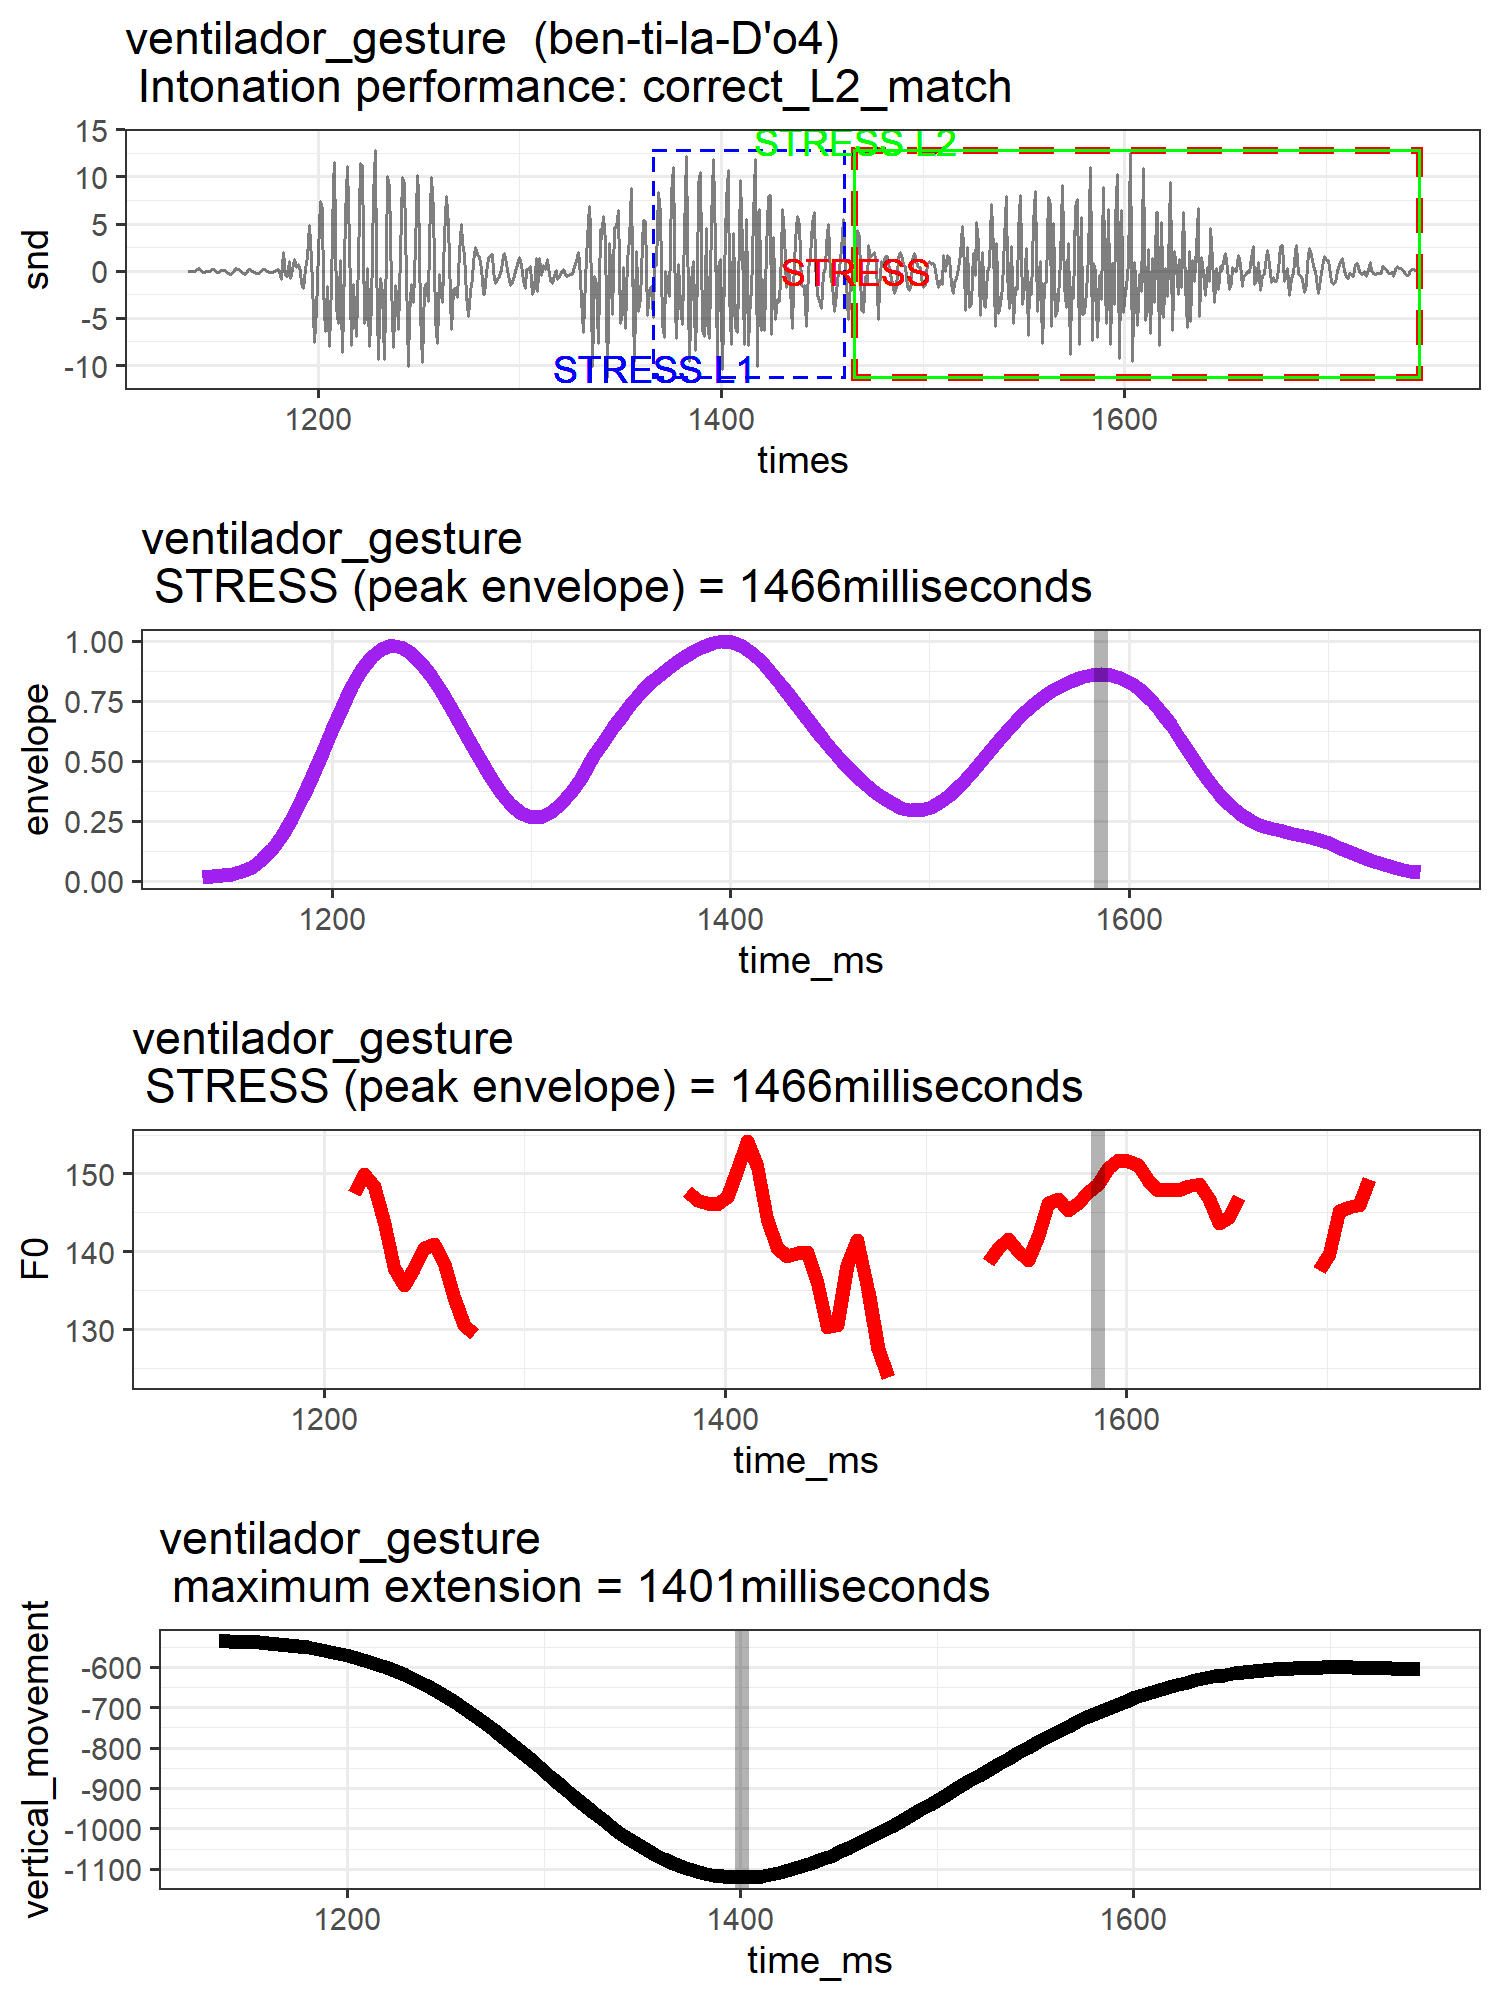 ventilador_gesture  (ben-ti-la-D'o4)
Intonation performance: correct_L2_match
15
10
5
0
-5
-10
snd
STRESS L2
STRESS
STRESS L1
1200
1400
1600
times
ventilador_gesture
STRESS (peak envelope) = 1466milliseconds
1.00
0.75
0.50
0.25
0.00
envelope
1200
1400
1600
time_ms
ventilador_gesture
STRESS (peak envelope) = 1466milliseconds
150
140
130
F0
1200
1400
1600
time_ms
ventilador_gesture
maximum extension = 1401milliseconds
-600
-700
-800
-900
-1000
-1100
vertical_movement
1200
1400
1600
time_ms